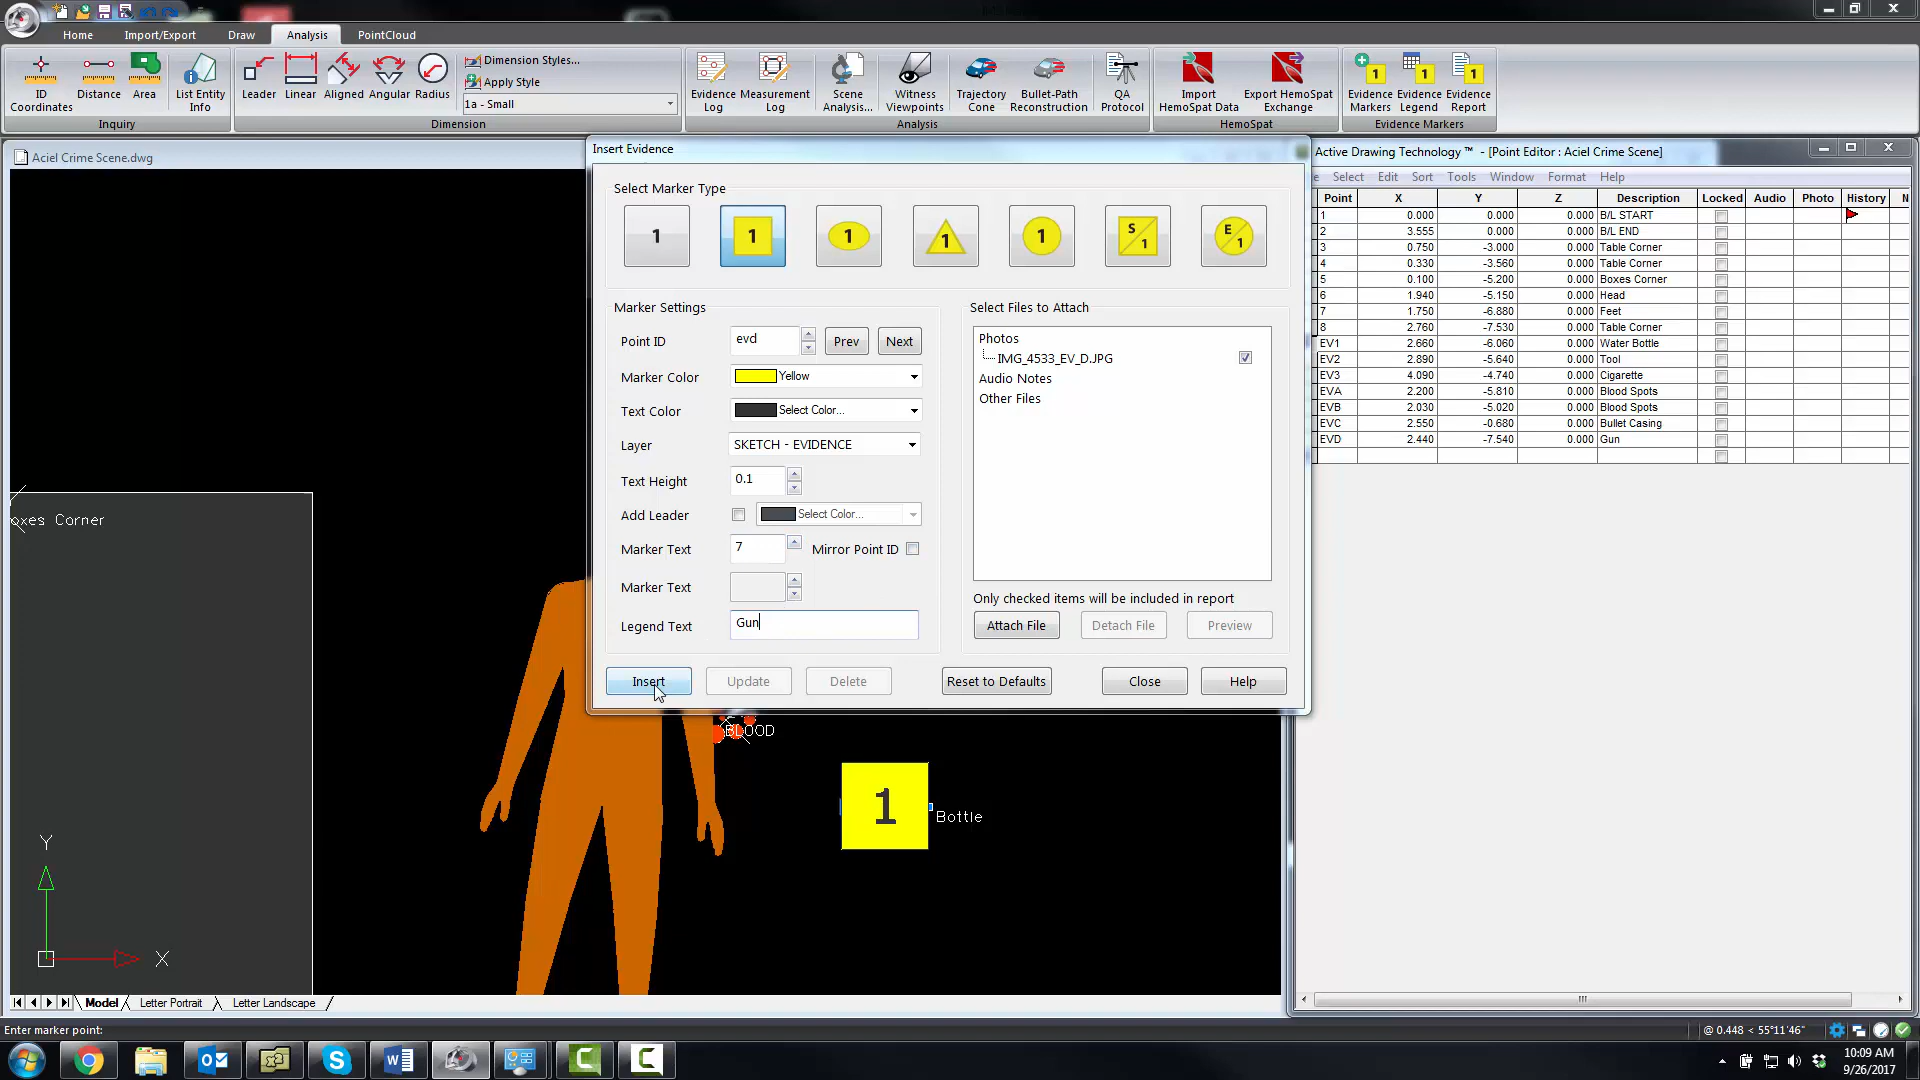 Home Import/Export Draw Analysis PointCloud
ID Coordinates Distance Area List Entity Info Leader Linear Aligned Angular Radius Dimension Styles... Apply Style 1a - Small Evidence Log Measurement Log Scene Analysis... Witness Viewpoints Trajectory Cone Bullet-Path Reconstruction QA Protocol Import HemoSpat Data Export HemoSpat Exchange 1 Evidence Markers 1 Evidence Legend 1 Evidence Report
Inquiry Dimension Analysis HemoSpat Evidence Markers
Aciel Crime Scene.dwg
Insert Evidence
Select Marker Type
1 1 1 1 1 S 1 E 1
Marker Settings
Point ID evd Prev Next
Marker Color Yellow
Text Color Select Color...
Layer SKETCH - EVIDENCE
Text Height 0.1
Add Leader Select Color...
Marker Text 7 Mirror Point ID
Marker Text
Legend Text Gun
Select Files to Attach
Photos
IMG_4533_EV_D.JPG
Audio Notes
Other Files
Only checked items will be included in report
Attach File Detach File Preview
Insert Update Delete Reset to Defaults Close Help
Active Drawing Technology ™ - [Point Editor : Aciel Crime Scene]
Select Edit Sort Tools Window Format Help
Point X Y Z Description Locked Audio Photo History N
1 0.000 0.000 0.000 B/L START
2 3.555 0.000 0.000 B/L END
3 0.750 -3.000 0.000 Table Corner
4 0.330 -3.560 0.000 Table Corner
5 0.100 -5.200 0.000 Boxes Corner
6 1.940 -5.150 0.000 Head
7 1.750 -6.880 0.000 Feet
8 2.760 -7.530 0.000 Table Corner
EV1 2.660 -6.060 0.000 Water Bottle
EV2 2.890 -5.640 0.000 Tool
EV3 4.090 -4.740 0.000 Cigarette
EVA 2.200 -5.810 0.000 Blood Spots
EVB 2.030 -5.020 0.000 Blood Spots
EVC 2.550 -0.680 0.000 Bullet Casing
EVD 2.440 -7.540 0.000 Gun
oxes Corner
BLOOD
1
Bottle
Y
X
Model Letter Portrait Letter Landscape
Enter marker point:
@ 0.448 < 55°11'46"
10:09 AM
9/26/2017